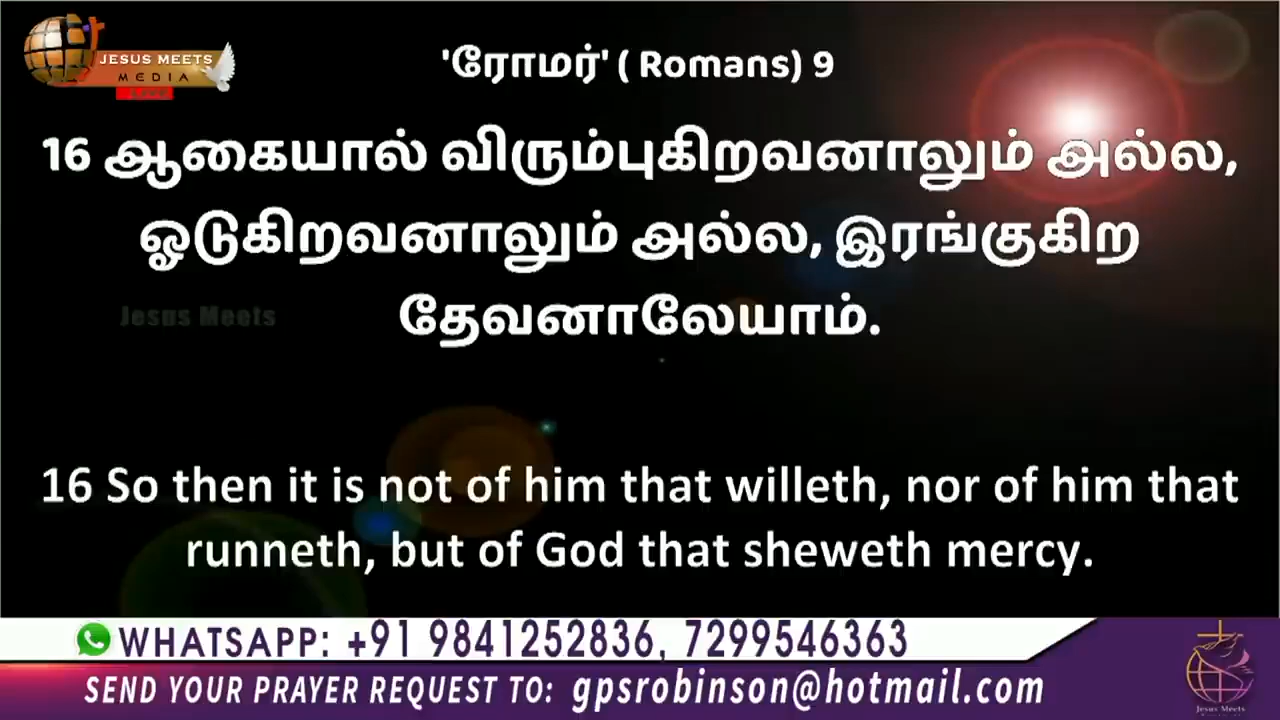 JESUS MEETS
MEDIA
LIVE
'ரோமர்' ( Romans) 9
16 ஆகையால் விரும்புகிறவனாலும் அல்ல,
ஓடுகிறவனாலும் அல்ல, இரங்குகிற
தேவனாலேயாம்.
Jesus Meets
16 So then it is not of him that willeth, nor of him that
runneth, but of God that sheweth mercy.
WHATSAPP: +91 9841252836, 7299546363
SEND YOUR PRAYER REQUEST TO: gpsrobinson@hotmail.com
Jesus Meets